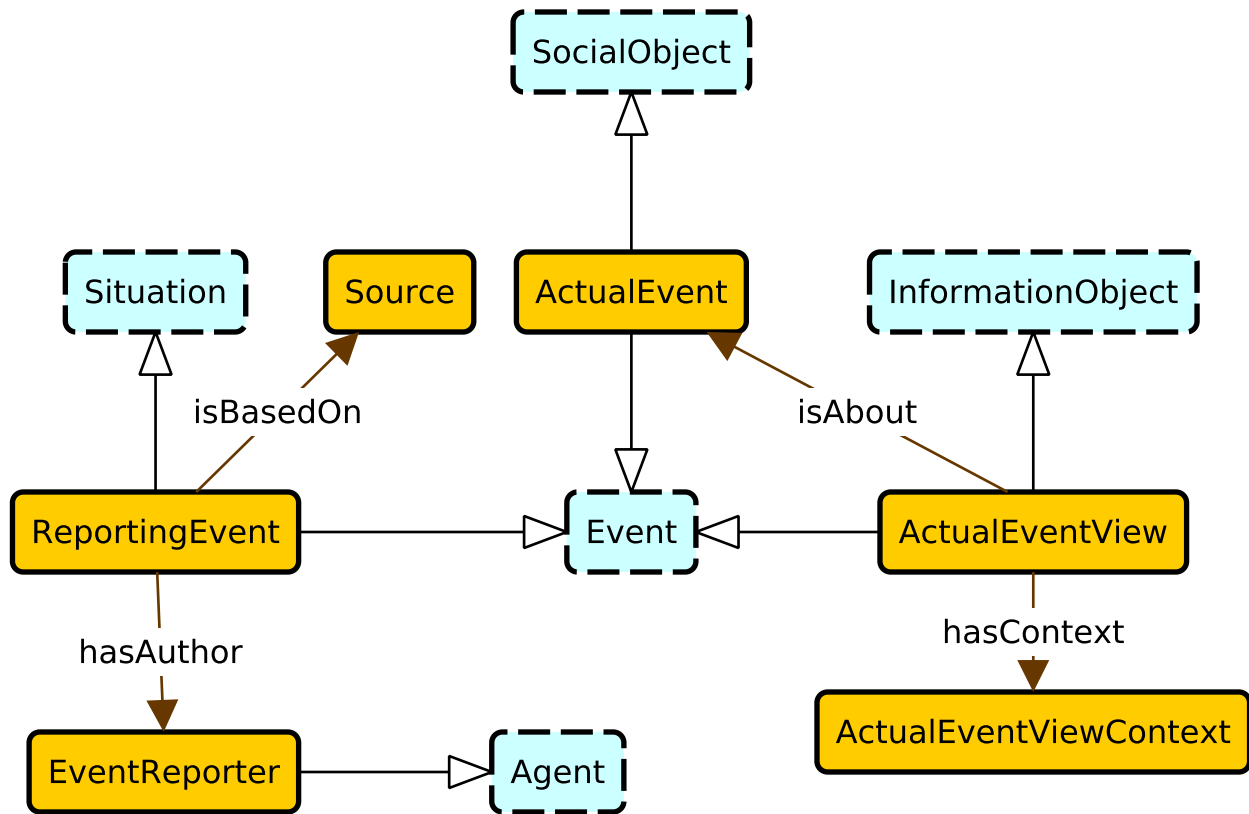 SocialObject
Situation
Source
ActualEvent
InformationObject
isBasedOn
isAbout
ReportingEvent
Event
ActualEventView
hasAuthor
hasContext
ActualEventViewContext
EventReporter
Agent